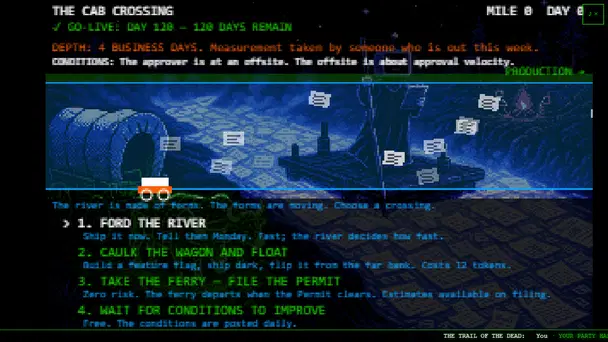 THE CAB CROSSING
MILE 0 DAY 0
✓ GO-LIVE: DAY 120 — 120 DAYS REMAIN
DEPTH: 4 BUSINESS DAYS. Measurement taken by someone who is out this week.
CONDITIONS: The approver is at an offsite. The offsite is about approval velocity.
PRODUCTION →
The river is made of forms. The forms are moving. Choose a crossing.
> 1. FORD THE RIVER
Ship it now. Tell them Monday. Fast; the river decides how fast.
2. CAULK THE WAGON AND FLOAT
Build a feature flag, ship dark, flip it from the far bank. Costs 12 tokens.
3. TAKE THE FERRY — FILE THE PERMIT
Zero risk. The ferry departs when the Permit clears. Estimates available on filing.
4. WAIT FOR CONDITIONS TO IMPROVE
Free. The conditions are posted daily.
THE TRAIL OF THE DEAD: You · YOUR PARTY